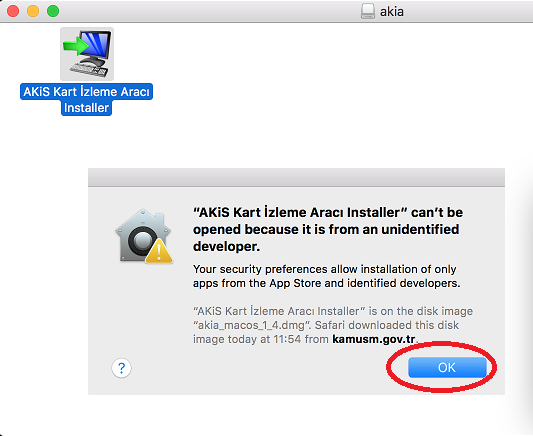 akia
AKiS Kart İzleme Aracı
Installer
“AKiS Kart İzleme Aracı Installer” can’t be
opened because it is from an unidentified
developer.
Your security preferences allow installation of only
apps from the App Store and identified developers.
“AKiS Kart İzleme Aracı Installer” is on the disk image
“akia_macos_1_4.dmg”. Safari downloaded this disk
image today at 11:54 from kamusm.gov.tr.
?
OK